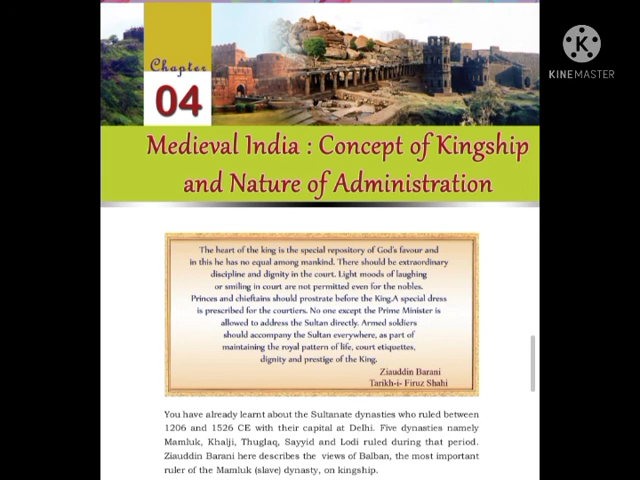 K
KINEMASTER
Chapter
04
Medieval India : Concept of Kingship
and Nature of Administration
The heart of the king is the special repository of God's favour and
in this he has no equal among mankind. There should be extraordinary
discipline and dignity in the court. Light moods of laughing
or smiling in court are not permitted even for the nobles.
Princes and chieftains should prostrate before the King.A special dress
is prescribed for the courtiers. No one except the Prime Minister is
allowed to address the Sultan directly. Armed soldiers
should accompany the Sultan everywhere, as part of
maintaining the royal pattern of life, court etiquettes,
dignity and prestige of the King.
Ziauddin Barani
Tarikh-i- Firuz Shahi
You have already learnt about the Sultanate dynasties who ruled between
1206 and 1526 CE with their capital at Delhi. Five dynasties namely
Mamluk, Khalji, Thuglaq, Sayyid and Lodi ruled during that period.
Ziauddin Barani here describes the views of Balban, the most important
ruler of the Mamluk (slave) dynasty, on kingship.